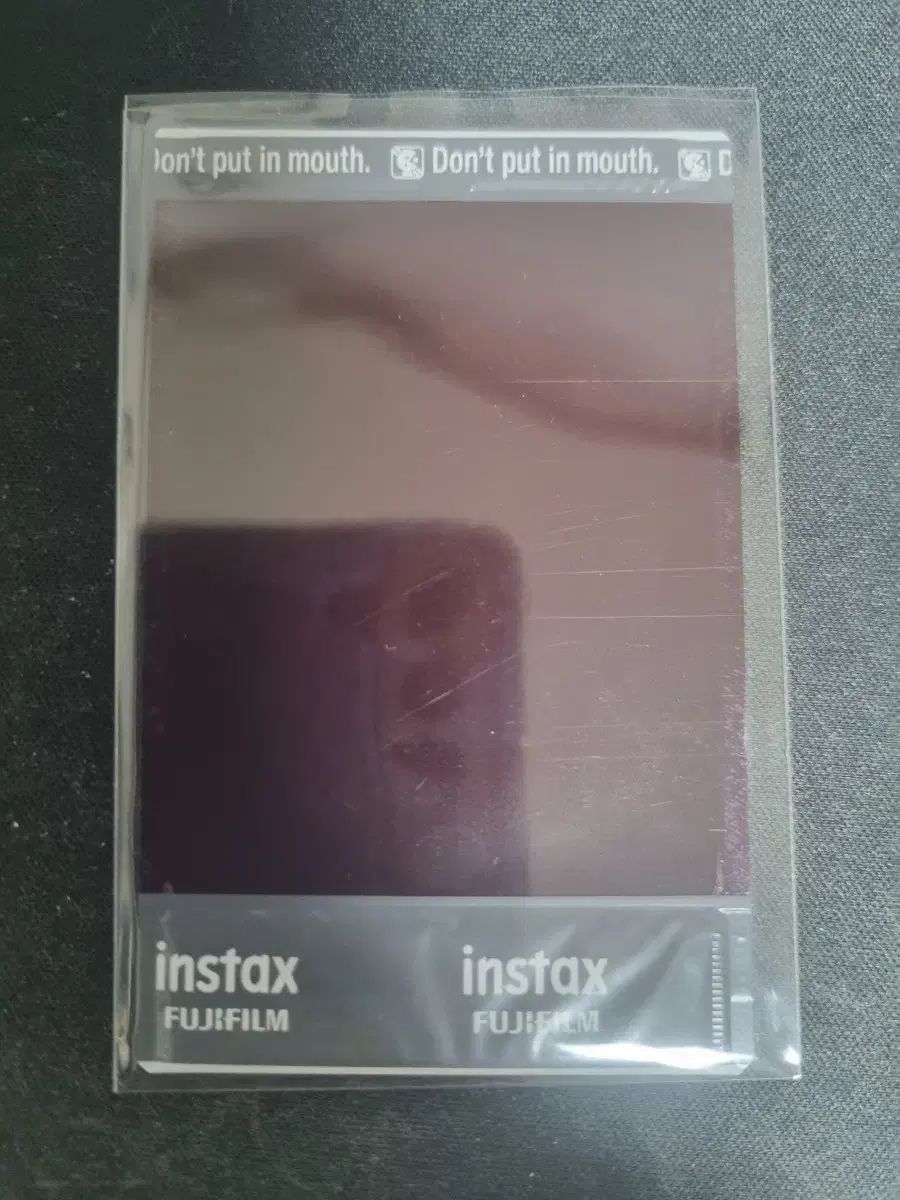 Don't put in mouth. Don't put in mouth. D
instax instax
FUJIFILM FUJIFILM